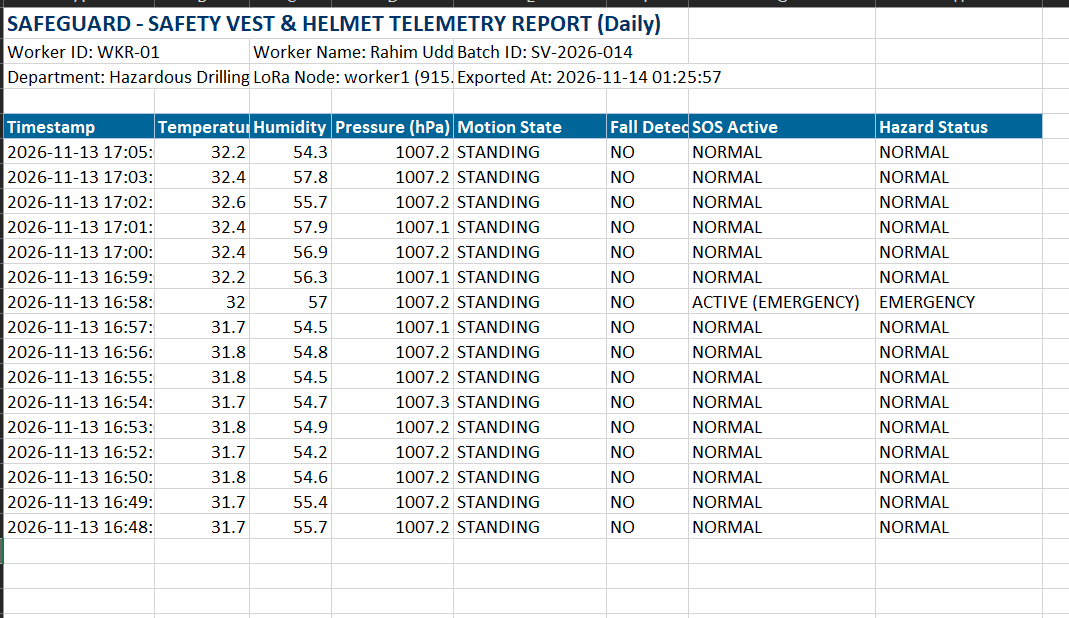 SAFEGUARD - SAFETY VEST & HELMET TELEMETRY REPORT (Daily)
Worker ID: WKR-01 Worker Name: Rahim Udd Batch ID: SV-2026-014
Department: Hazardous Drilling LoRa Node: worker1 (915. Exported At: 2026-11-14 01:25:57
Timestamp Temperatur Humidity Pressure (hPa) Motion State Fall Detec SOS Active Hazard Status
2026-11-13 17:05: 32.2 54.3 1007.2 STANDING NO NORMAL NORMAL
2026-11-13 17:03: 32.4 57.8 1007.2 STANDING NO NORMAL NORMAL
2026-11-13 17:02: 32.6 55.7 1007.2 STANDING NO NORMAL NORMAL
2026-11-13 17:01: 32.4 57.9 1007.1 STANDING NO NORMAL NORMAL
2026-11-13 17:00: 32.4 56.9 1007.2 STANDING NO NORMAL NORMAL
2026-11-13 16:59: 32.2 56.3 1007.1 STANDING NO NORMAL NORMAL
2026-11-13 16:58: 32 57 1007.2 STANDING NO ACTIVE (EMERGENCY) EMERGENCY
2026-11-13 16:57: 31.7 54.5 1007.1 STANDING NO NORMAL NORMAL
2026-11-13 16:56: 31.8 54.8 1007.2 STANDING NO NORMAL NORMAL
2026-11-13 16:55: 31.8 54.5 1007.2 STANDING NO NORMAL NORMAL
2026-11-13 16:54: 31.7 54.7 1007.3 STANDING NO NORMAL NORMAL
2026-11-13 16:53: 31.8 54.9 1007.2 STANDING NO NORMAL NORMAL
2026-11-13 16:52: 31.7 54.2 1007.2 STANDING NO NORMAL NORMAL
2026-11-13 16:50: 31.8 54.6 1007.2 STANDING NO NORMAL NORMAL
2026-11-13 16:49: 31.7 55.4 1007.2 STANDING NO NORMAL NORMAL
2026-11-13 16:48: 31.7 55.7 1007.2 STANDING NO NORMAL NORMAL